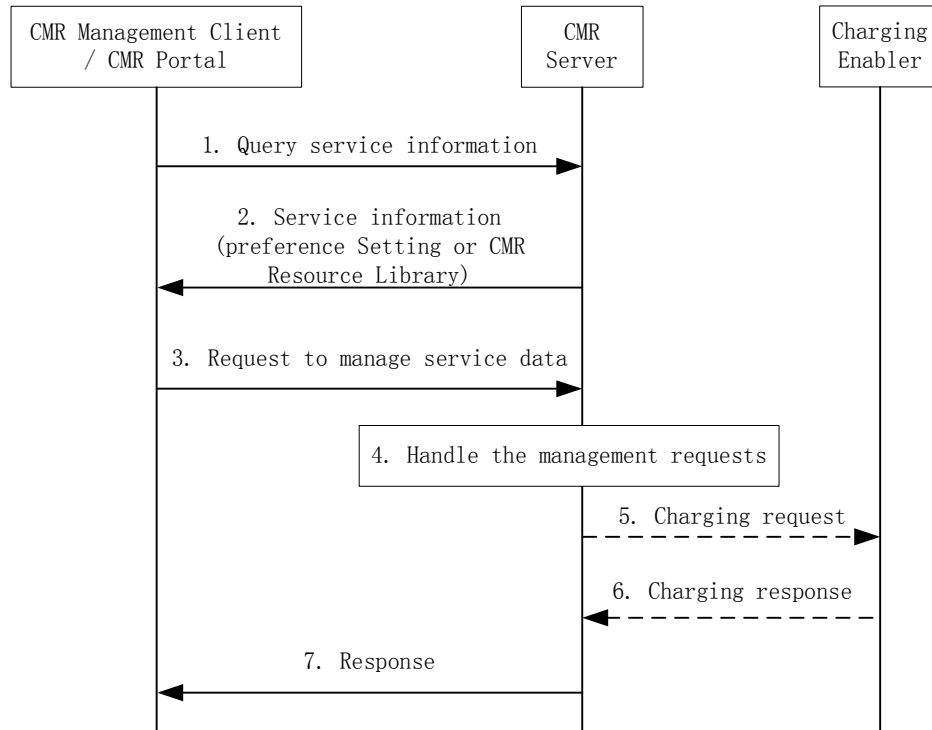 CMR Management Client
/ CMR Portal
CMR
Server
Charging
Enabler
1. Query service information
2. Service information
(preference Setting or CMR
Resource Library)
3. Request to manage service data
4. Handle the management requests
5. Charging request
6. Charging response
7. Response